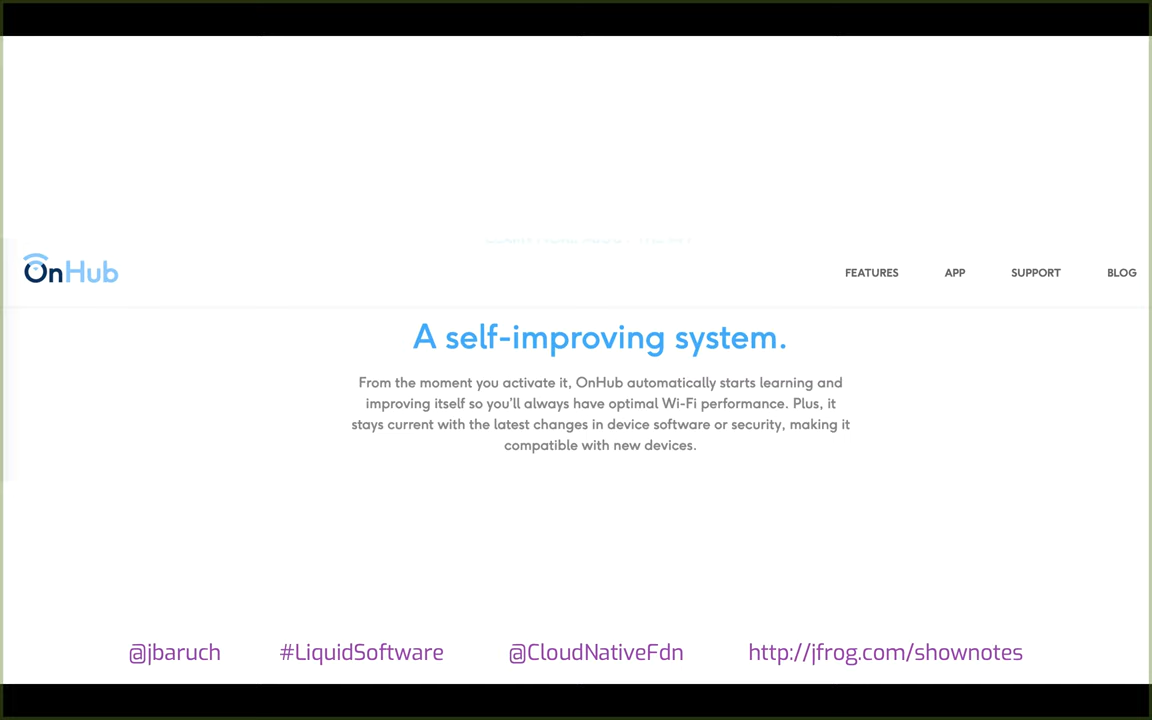 OnHub
FEATURES APP SUPPORT BLOG
A self-improving system.
From the moment you activate it, OnHub automatically starts learning and
improving itself so you'll always have optimal Wi-Fi performance. Plus, it
stays current with the latest changes in device software or security, making it
compatible with new devices.
@jbaruch #LiquidSoftware @CloudNativeFdn http://jfrog.com/shownotes